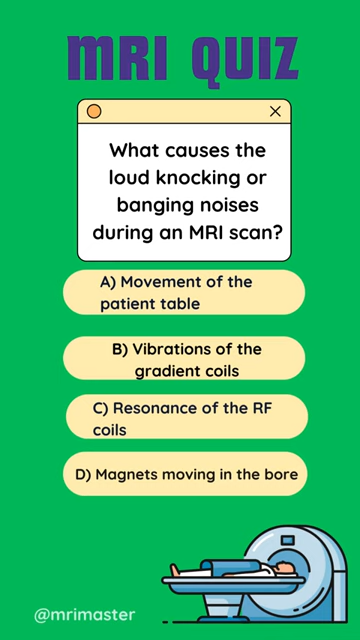 MRI QUIZ
What causes the
loud knocking or
banging noises
during an MRI scan?
A) Movement of the
patient table
B) Vibrations of the
gradient coils
C) Resonance of the RF
coils
D) Magnets moving in the bore
@mrimaster